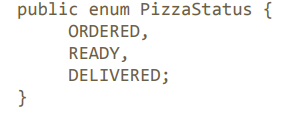 public enum PizzaStatus {
ORDERED,
READY,
DELIVERED;
}